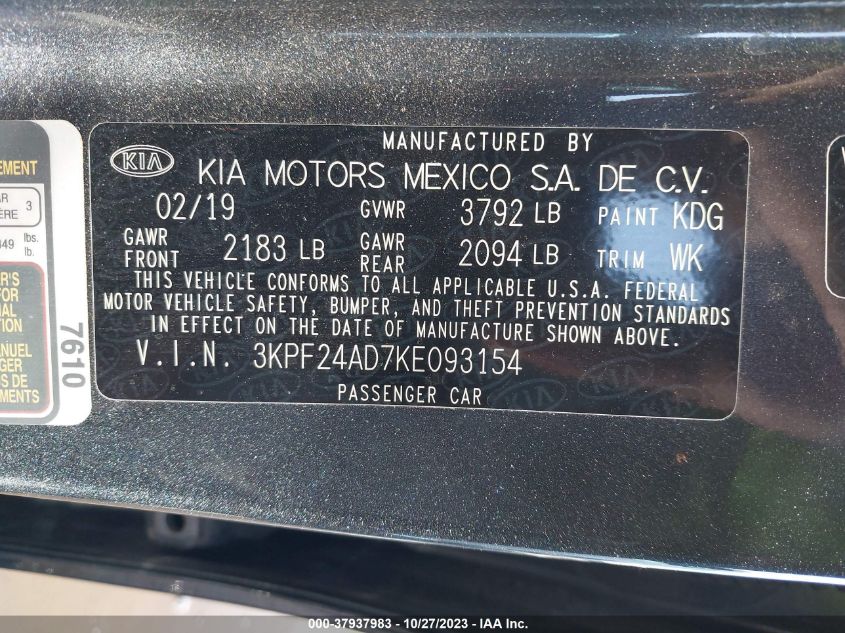 MANUFACTURED BY
KIA KIA MOTORS MEXICO S.A. DE C.V.
02/19 GVWR 3792 LB PAINT KDG
GAWR FRONT 2183 LB GAWR REAR 2094 LB TRIM WK
THIS VEHICLE CONFORMS TO ALL APPLICABLE U.S.A. FEDERAL
MOTOR VEHICLE SAFETY, BUMPER, AND THEFT PREVENTION STANDARDS
IN EFFECT ON THE DATE OF MANUFACTURE SHOWN ABOVE.
V.I.N. 3KPF24AD7KE093154
PASSENGER CAR
3
lbs.
lb.
7610
000-37937983 / 10/27/2023 - IAA Inc.